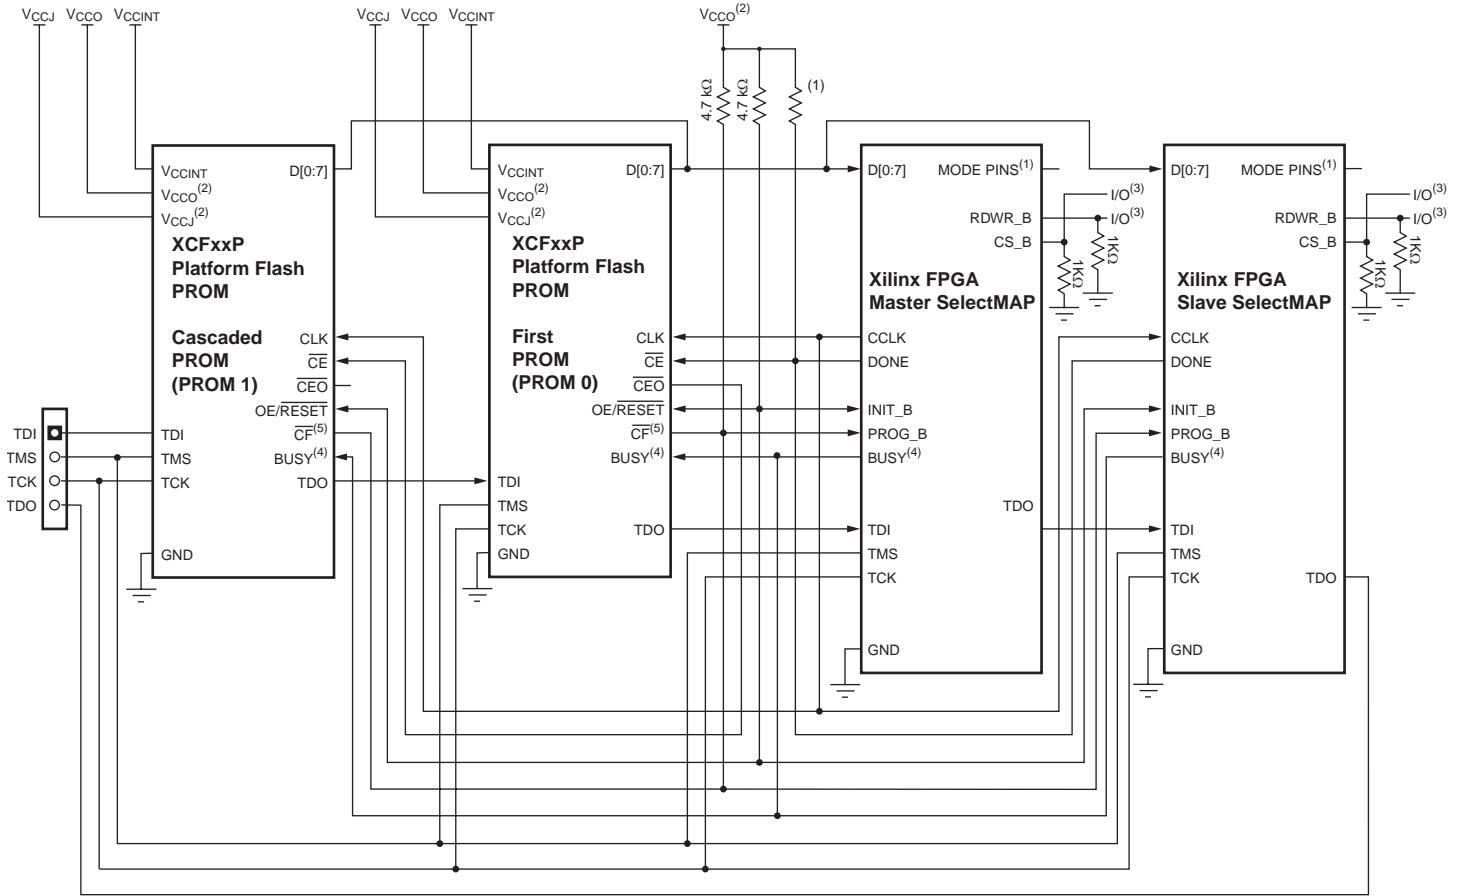 VCCJ VCCO VCCINT
VCCJ VCCO VCCINT
VCCO(2)
4.7 kΩ
4.7 kΩ
(1)
VCCINT
VCCO(2)
VCCJ(2)
D[0:7]
XCFxxP
Platform Flash
PROM
Cascaded
PROM
(PROM 1)
CLK
CE
CEO
OE/RESET
CF(5)
BUSY(4)
TDO
TDI
TMS
TCK
GND
TDI
TMS
TCK
TDO
VCCINT
VCCO(2)
VCCJ(2)
D[0:7]
XCFxxP
Platform Flash
PROM
First
PROM
(PROM 0)
CLK
CE
CEO
OE/RESET
CF(5)
BUSY(4)
TDI
TMS
TCK
GND
TDO
D[0:7]
MODE PINS(1)
RDWR_B
CS_B
I/O(3)
I/O(3)
1KΩ
1KΩ
Xilinx FPGA
Master SelectMAP
CCLK
DONE
INIT_B
PROG_B
BUSY(4)
TDO
TDI
TMS
TCK
GND
D[0:7]
MODE PINS(1)
RDWR_B
CS_B
I/O(3)
I/O(3)
1KΩ
1KΩ
Xilinx FPGA
Slave SelectMAP
CCLK
DONE
INIT_B
PROG_B
BUSY(4)
TDI
TMS
TCK
TDO
GND